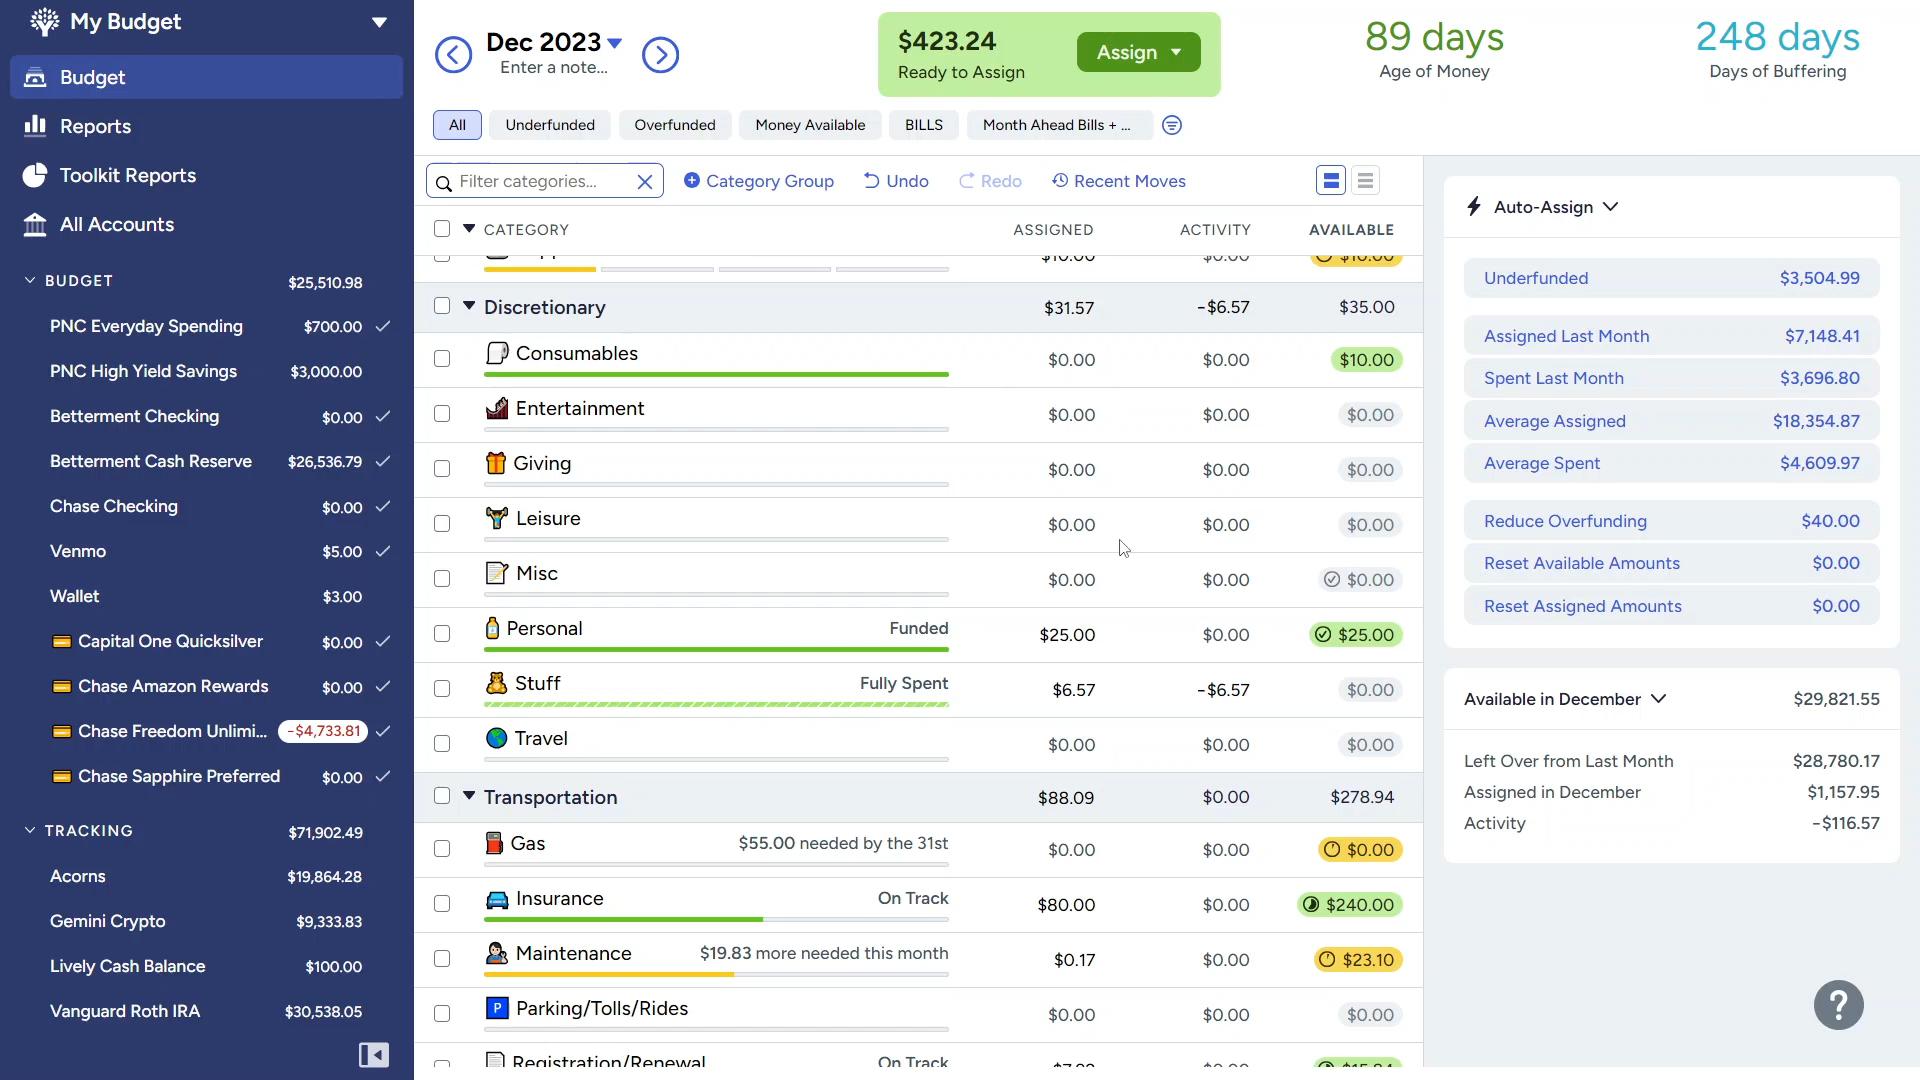 My Budget
Budget
Reports
Toolkit Reports
All Accounts
BUDGET $25,510.98
PNC Everyday Spending $700.00
PNC High Yield Savings $3,000.00
Betterment Checking $0.00
Betterment Cash Reserve $26,536.79
Chase Checking $0.00
Venmo $5.00
Wallet $3.00
Capital One Quicksilver $0.00
Chase Amazon Rewards $0.00
Chase Freedom Unlimi... -$4,733.81
Chase Sapphire Preferred $0.00
TRACKING $71,902.49
Acorns $19,864.28
Gemini Crypto $9,333.83
Lively Cash Balance $100.00
Vanguard Roth IRA $30,538.05
Dec 2023
Enter a note...
$423.24
Ready to Assign
Assign
89 days
Age of Money
248 days
Days of Buffering
All Underfunded Overfunded Money Available BILLS Month Ahead Bills + ...
Filter categories... Category Group Undo Redo Recent Moves
CATEGORY ASSIGNED ACTIVITY AVAILABLE
$10.00 $0.00 $10.00
Discretionary $31.57 -$6.57 $35.00
Consumables $0.00 $0.00 $10.00
Entertainment $0.00 $0.00 $0.00
Giving $0.00 $0.00 $0.00
Leisure $0.00 $0.00 $0.00
Misc $0.00 $0.00 $0.00
Personal Funded $25.00 $0.00 $25.00
Stuff Fully Spent $6.57 -$6.57 $0.00
Travel $0.00 $0.00 $0.00
Transportation $88.09 $0.00 $278.94
Gas $55.00 needed by the 31st $0.00 $0.00 $0.00
Insurance On Track $80.00 $0.00 $240.00
Maintenance $19.83 more needed this month $0.17 $0.00 $23.10
P Parking/Tolls/Rides $0.00 $0.00 $0.00
Registration/Renewal On Track $0.00
Auto-Assign
Underfunded $3,504.99
Assigned Last Month $7,148.41
Spent Last Month $3,696.80
Average Assigned $18,354.87
Average Spent $4,609.97
Reduce Overfunding $40.00
Reset Available Amounts $0.00
Reset Assigned Amounts $0.00
Available in December $29,821.55
Left Over from Last Month $28,780.17
Assigned in December $1,157.95
Activity -$116.57
?